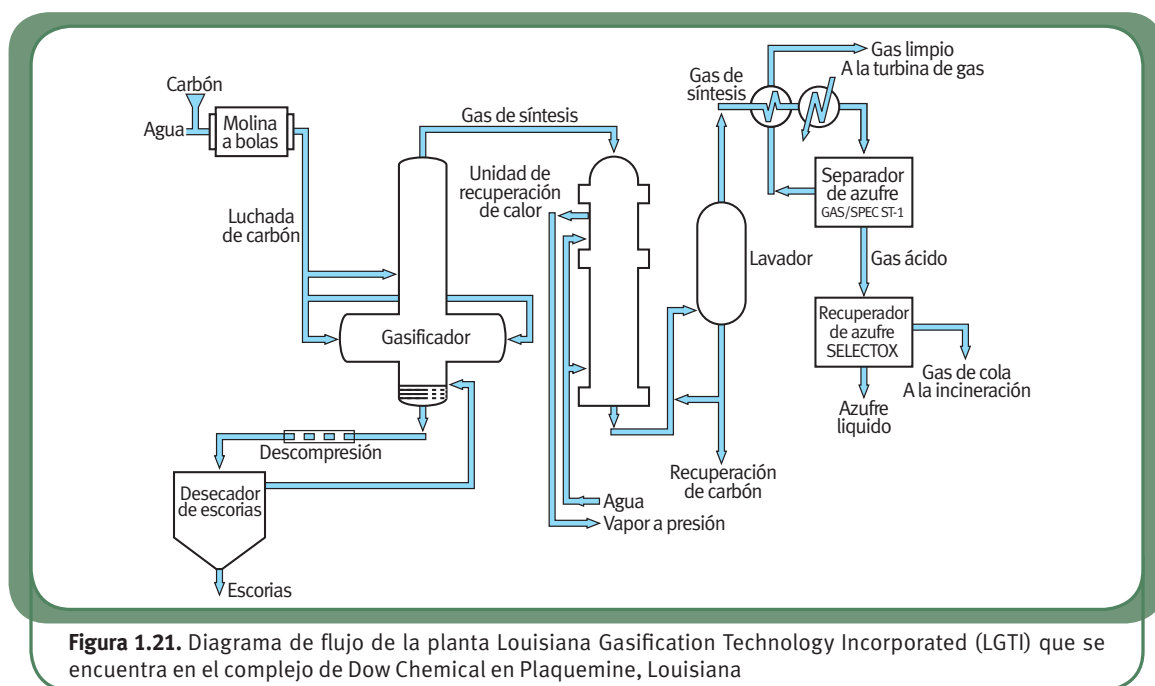 Carbón
Agua
Molina
a bolas
Luchada
de carbón
Gas de síntesis
Unidad de
recuperación
de calor
Gasificador
Descompresión
Desecador
de escorias
Escorias
Agua
Vapor a presión
Gas de
síntesis
Gas limpio
A la turbina de gas
Separador
de azufre
GAS/SPEC ST-1
Lavador
Gas ácido
Recuperador
de azufre
SELECTOX
Gas de cola
A la incineración
Azufre
liquido
Recuperación
de carbón
Figura 1.21. Diagrama de flujo de la planta Louisiana Gasification Technology Incorporated (LGTI) que se
encuentra en el complejo de Dow Chemical en Plaquemine, Louisiana